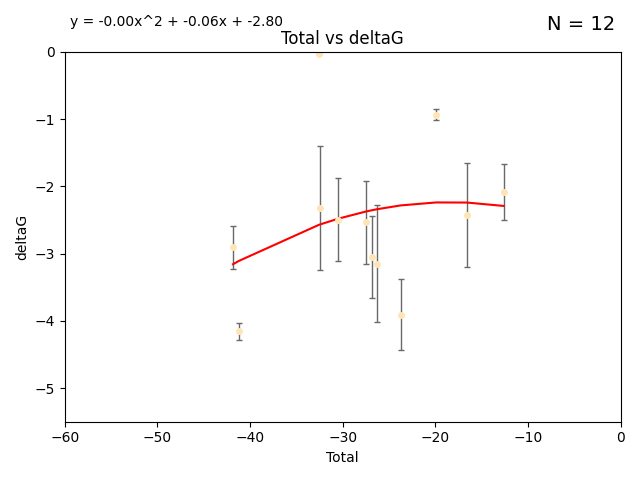 y = -0.00x^2 + -0.06x + -2.80
N = 12
Total vs deltaG
0
−1
−2
−3
−4
−5
deltaG
−60 −50 −40 −30 −20 −10 0
Total